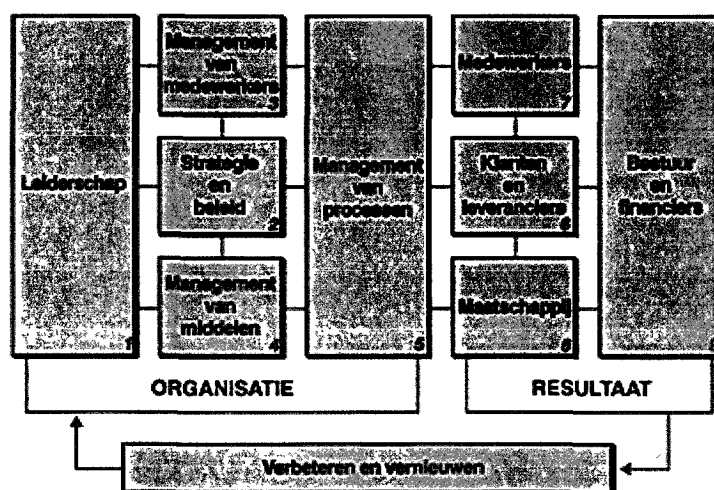 Leiderschap
1
Management
van
medewerkers
3
Strategie
en
beleid
2
Management
van
middelen
4
Management
van
processen
5
Medewerkers
7
Klanten
en
leveranciers
6
Maatschappij
Bestuur
en
financiers
ORGANISATIE
RESULTAAT
Verbeteren en vernieuwen